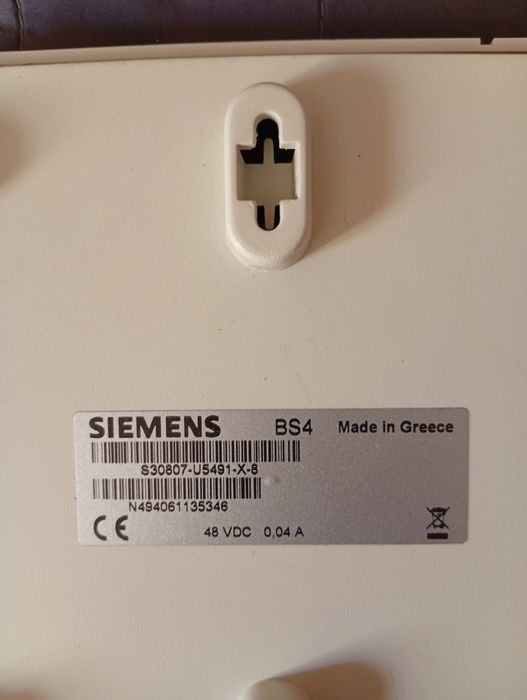 SIEMENS BS4 Made in Greece
S30807-U5491-X-8
N494061135346
CE 48 VDC 0,04 A